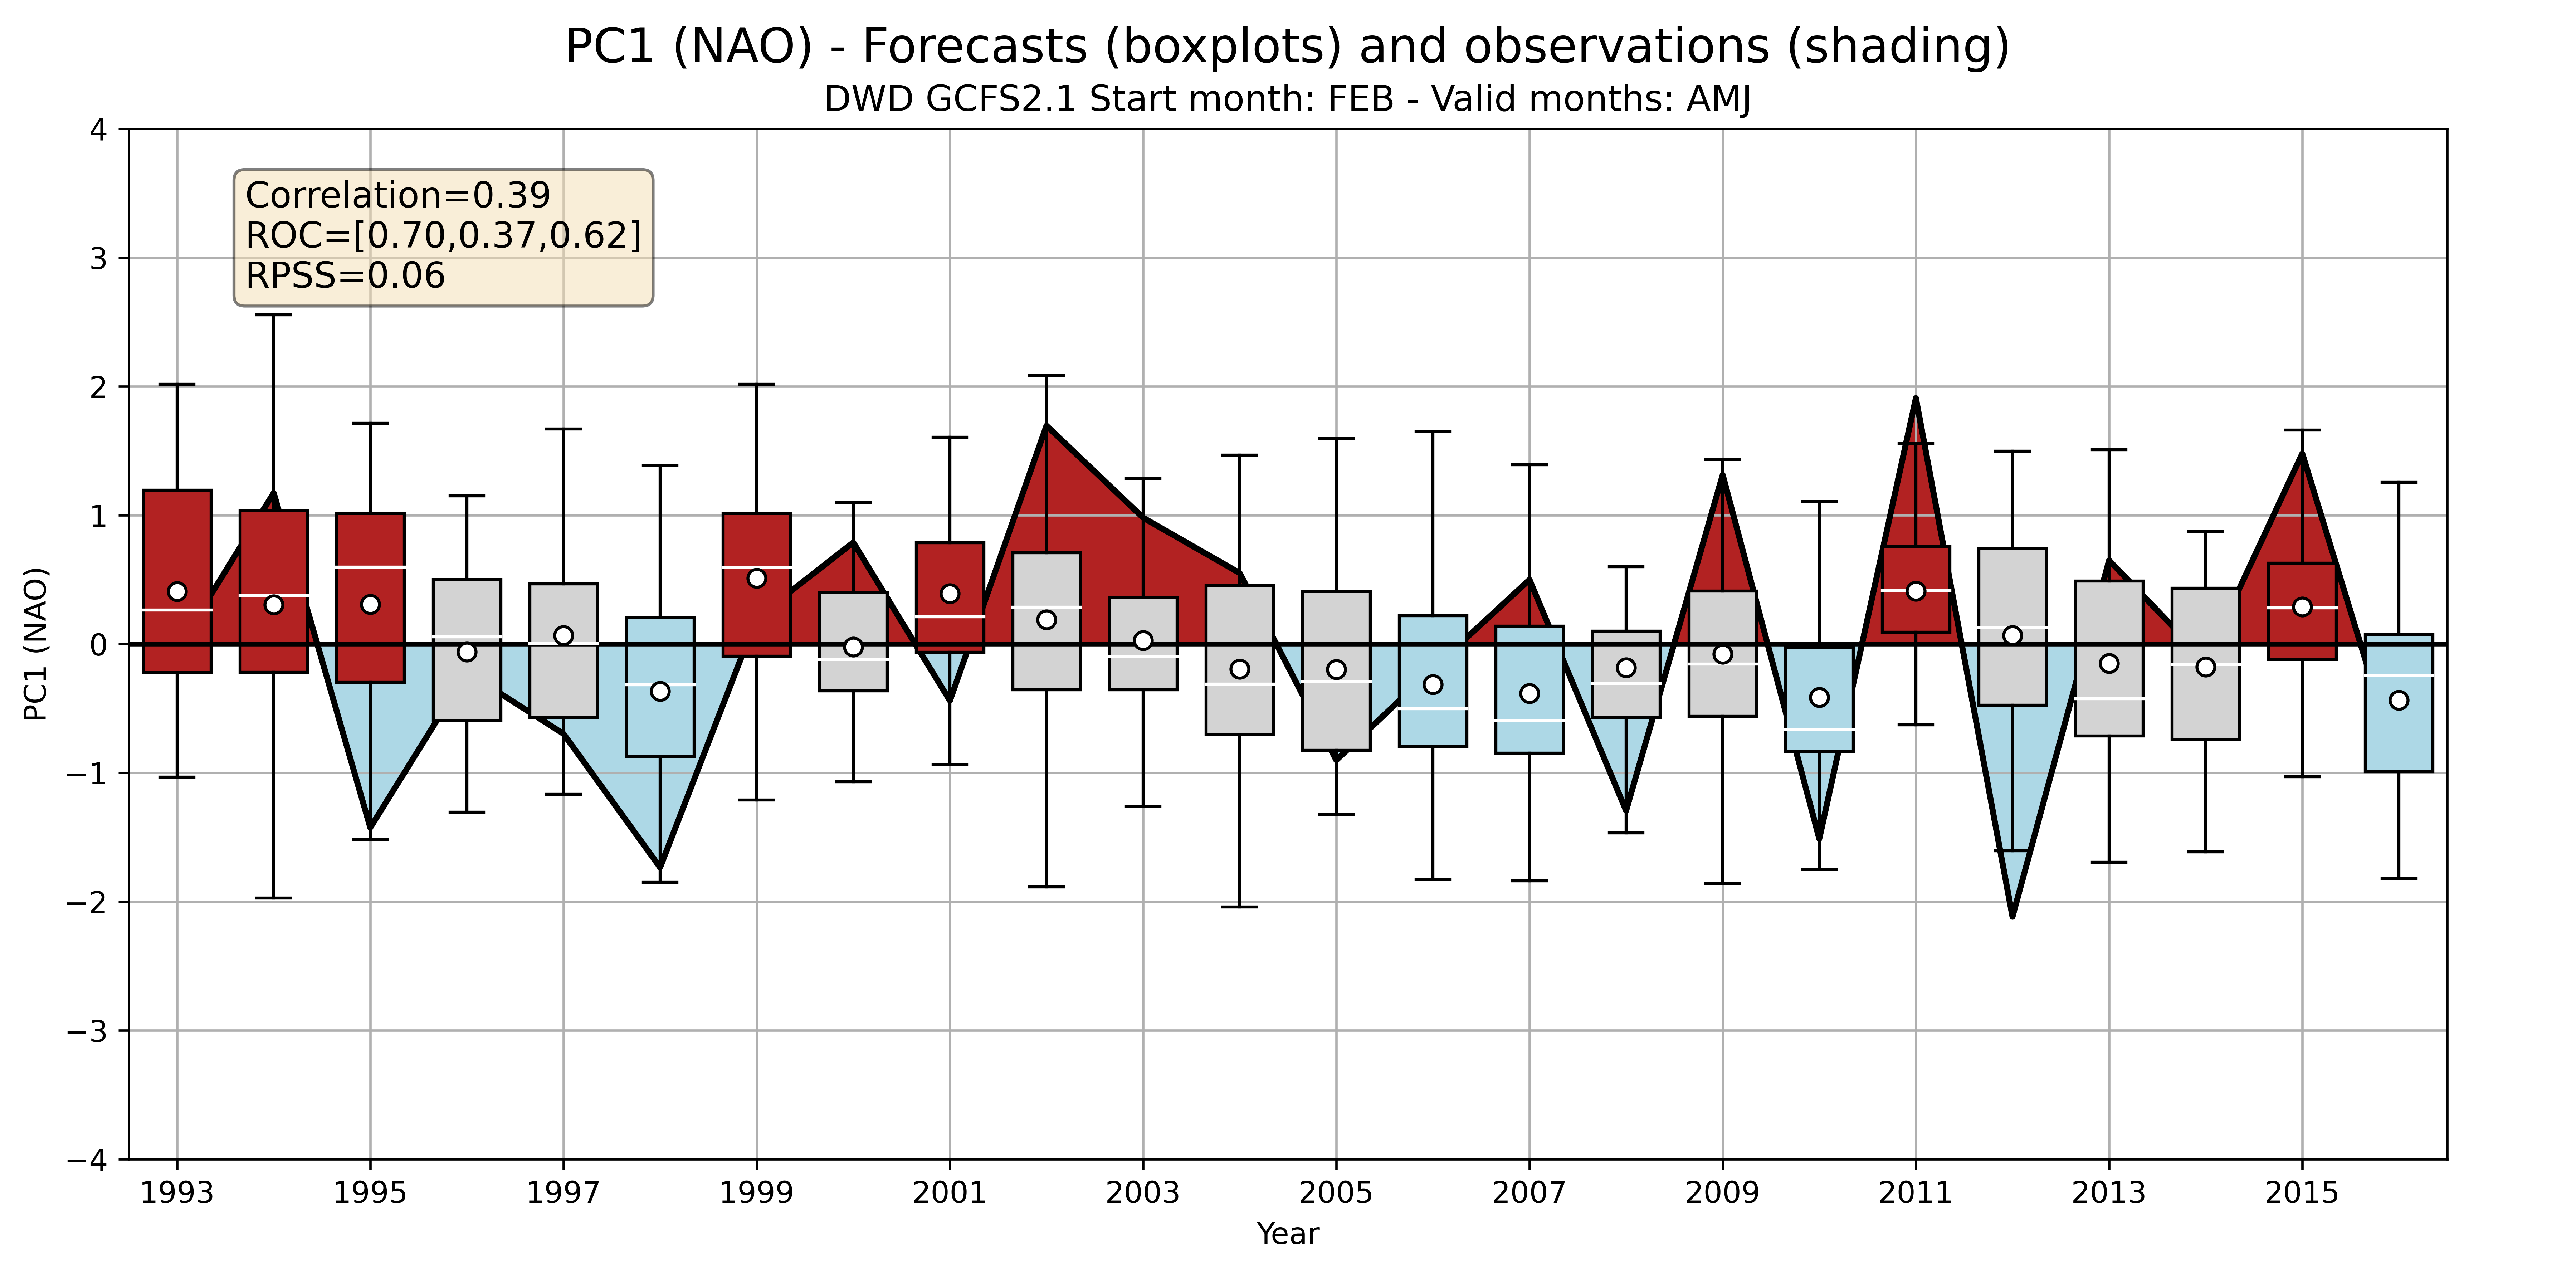 PC1 (NAO) - Forecasts (boxplots) and observations (shading)
DWD GCFS2.1 Start month: FEB - Valid months: AMJ
Correlation=0.39
ROC=[0.70,0.37,0.62]
RPSS=0.06
PC1 (NAO)
4
3
2
1
0
−1
−2
−3
−4
1993 1995 1997 1999 2001 2003 2005 2007 2009 2011 2013 2015
Year